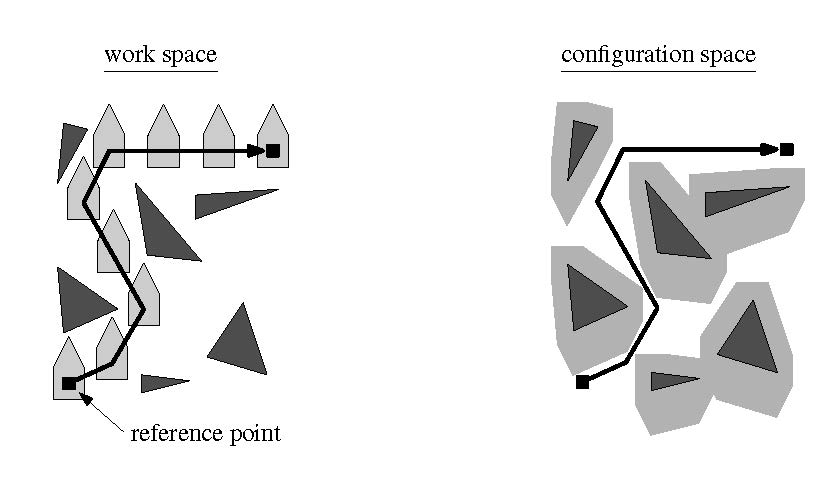 work space
configuration space
reference point